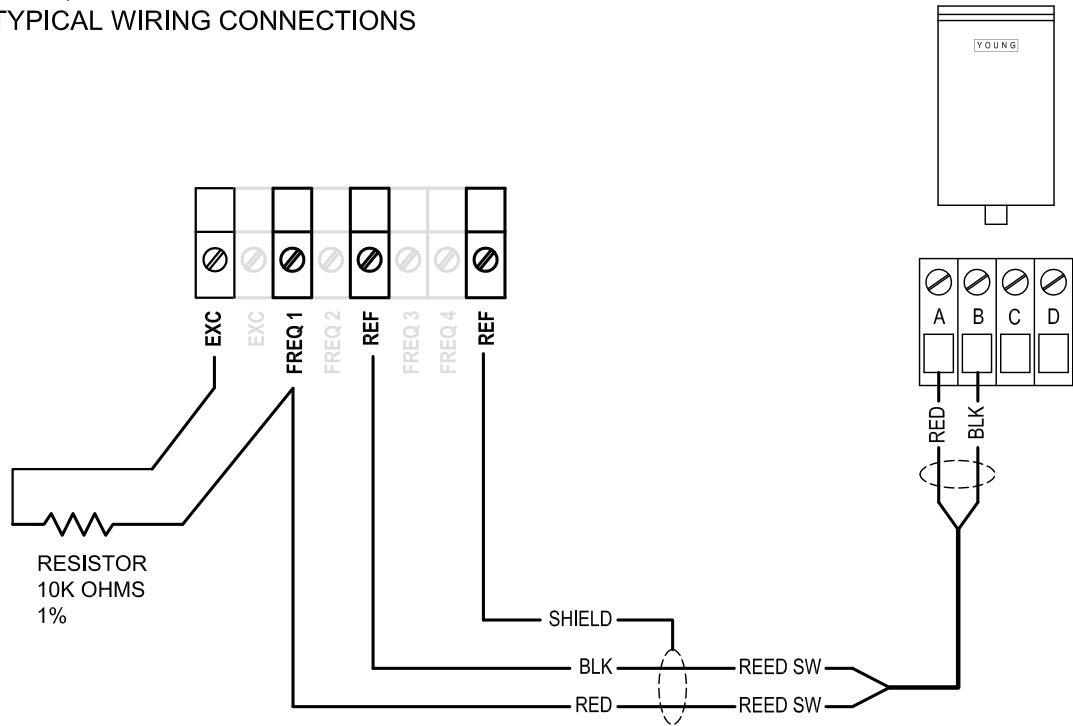 TYPICAL WIRING CONNECTIONS
YOUNG
EXC
EXC
FREQ 1
FREQ 2
REF
FREQ 3
FREQ 4
REF
A B C D
RED
BLK
RESISTOR
10K OHMS
1%
SHIELD
BLK REED SW
RED REED SW